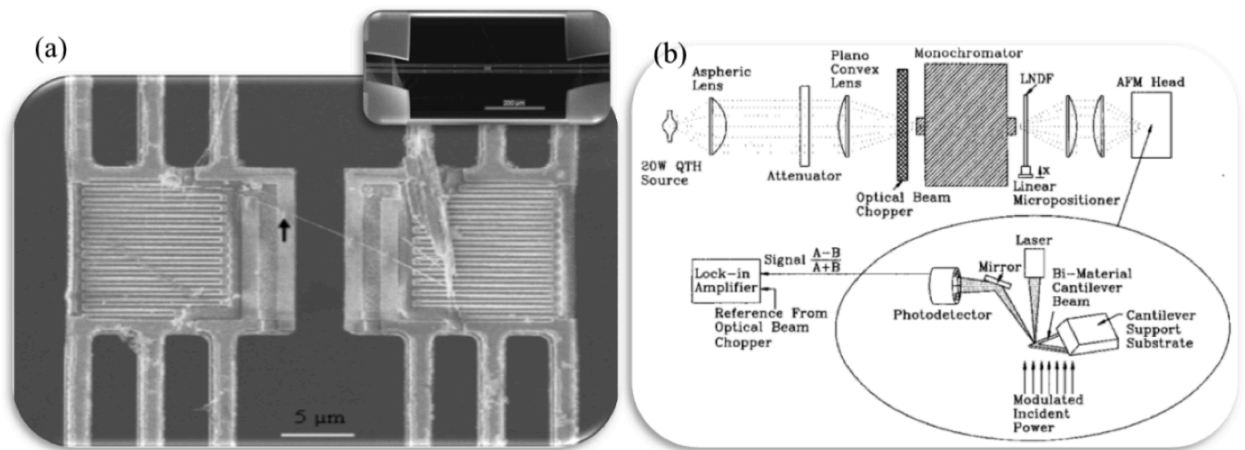 (a)
200 µm
5 µm
(b)
Aspheric
Lens
Plano
Convex
Lens
Monochromator
LNDF
AFM Head
20W QTH
Source
Attenuator
Optical Beam
Chopper
x
Linear
Micropositioner
Lock-in
Amplifier
Signal A-B
A+B
Reference From
Optical Beam
Chopper
Laser
Mirror
Bi-Material
Cantilever
Beam
Photodetector
Cantilever
Support
Substrate
Modulated
Incident
Power